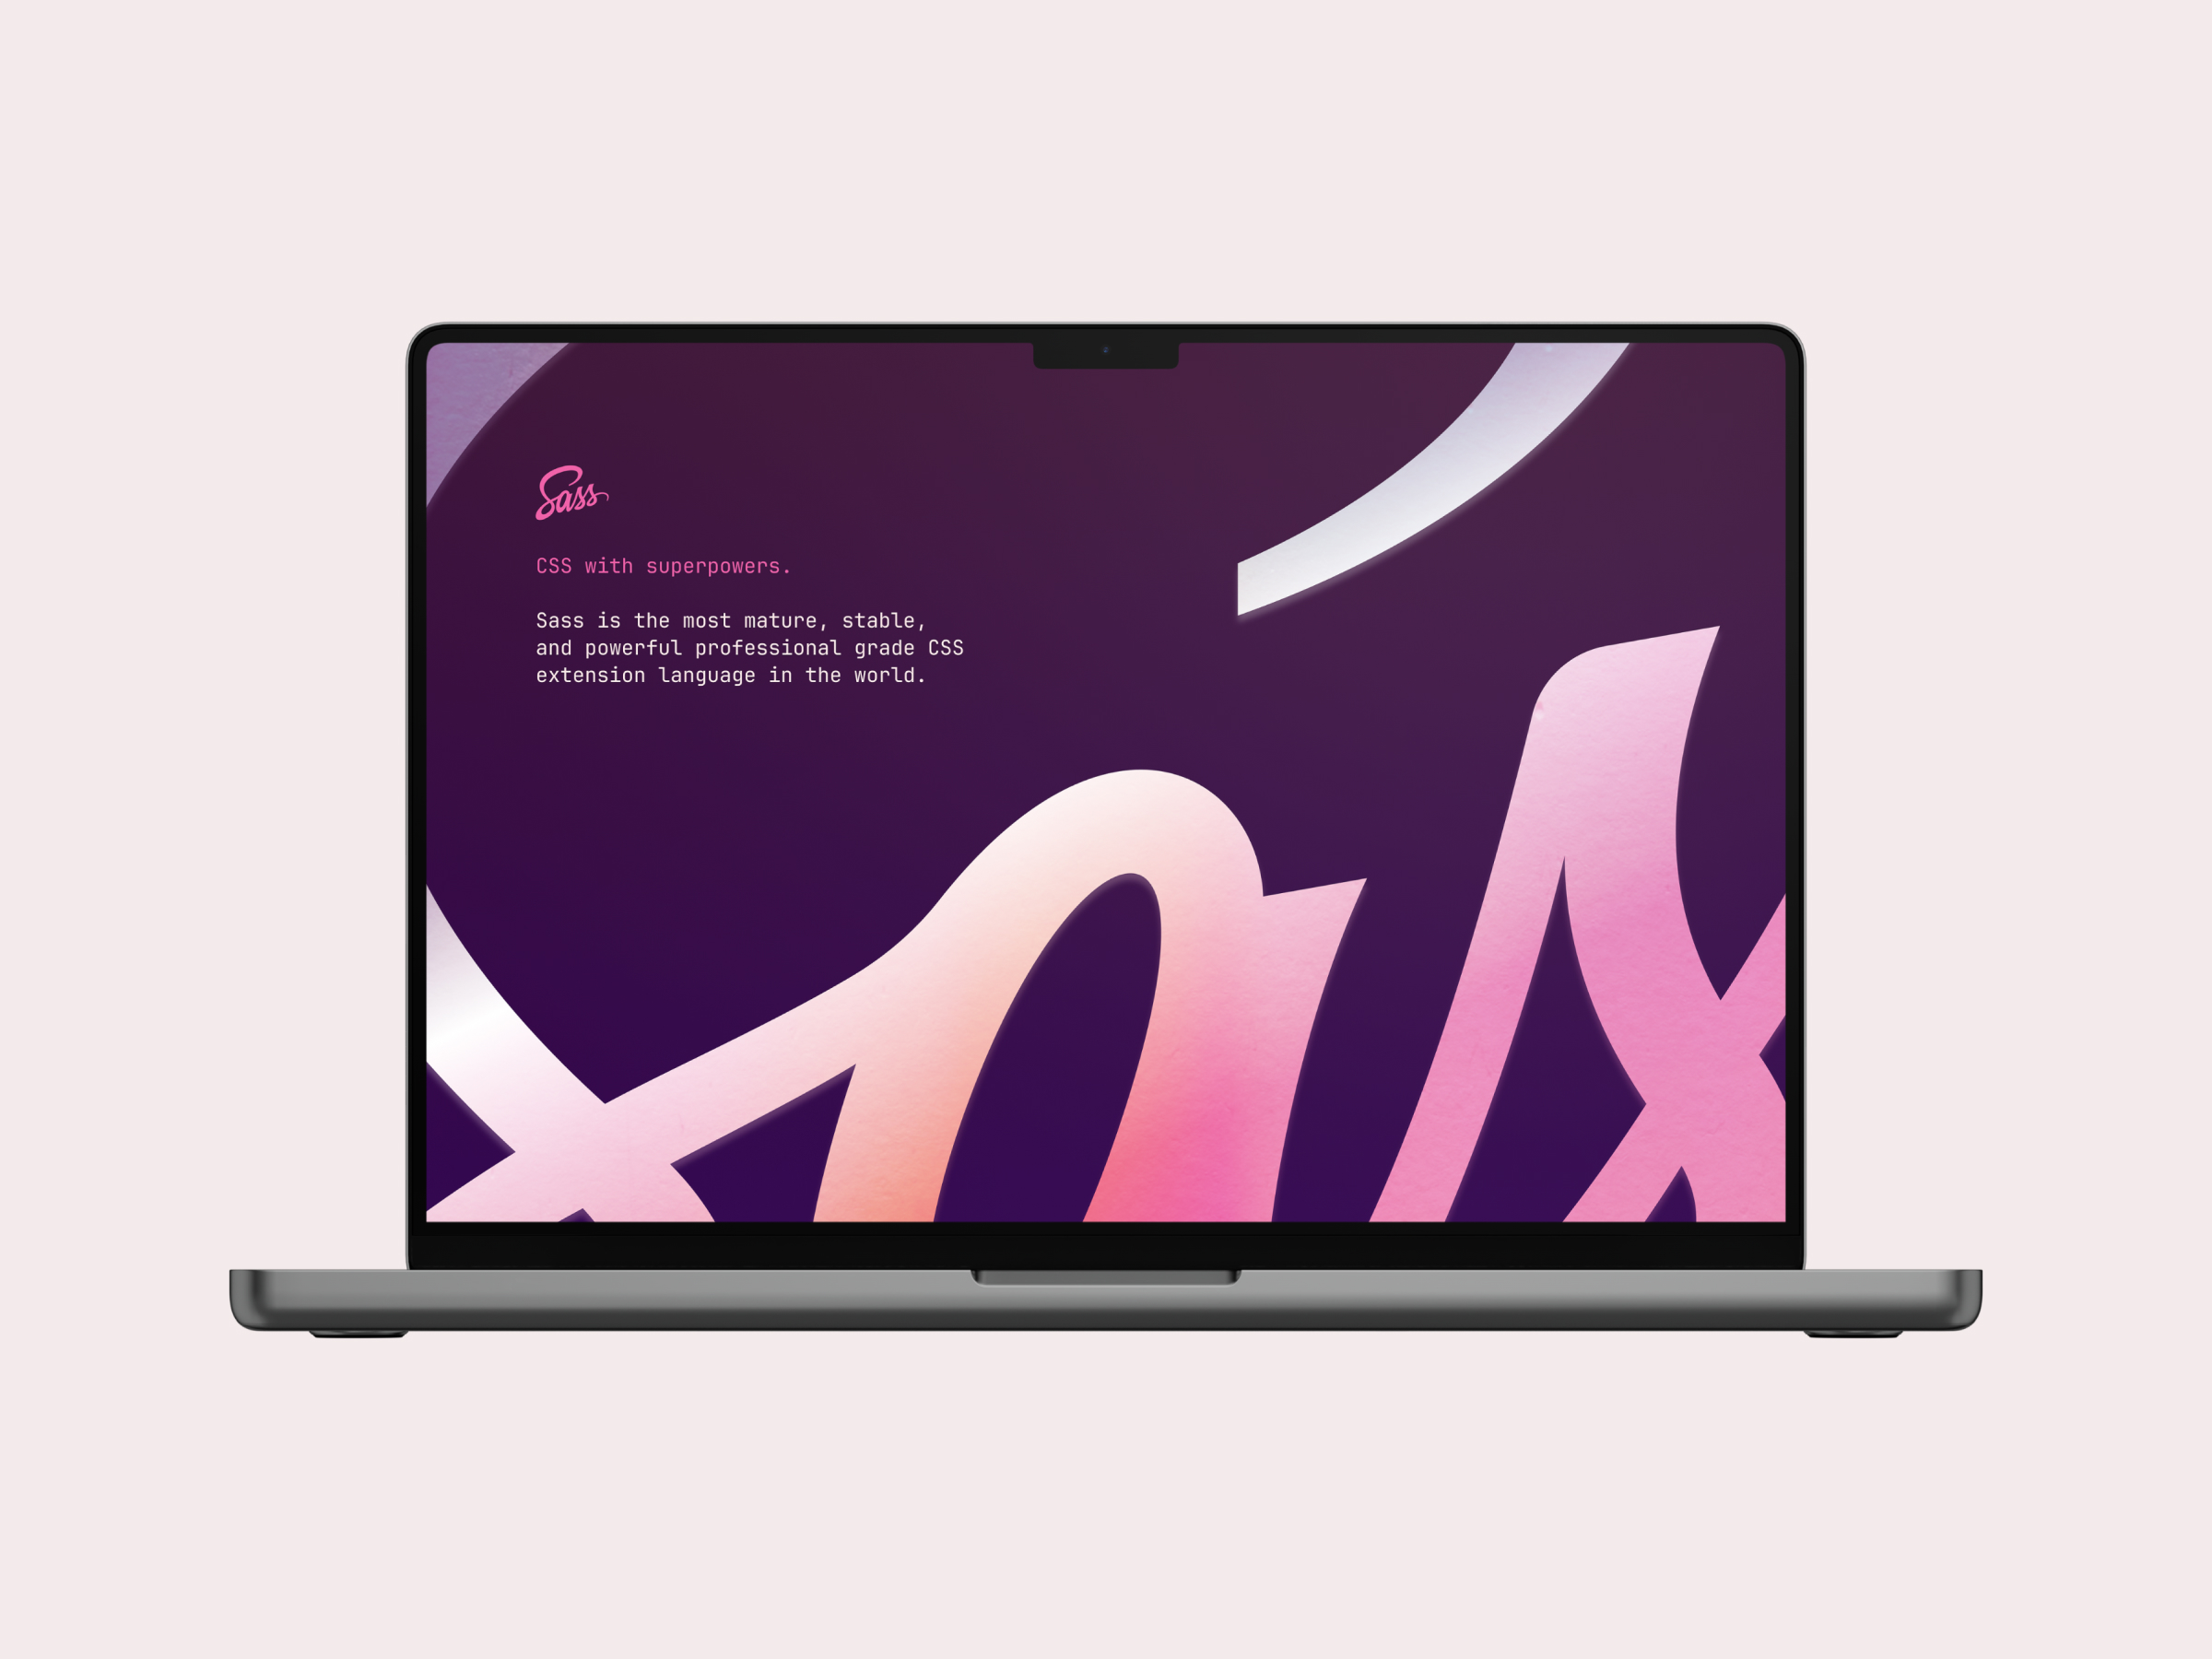 Sass
CSS with superpowers.
Sass is the most mature, stable,
and powerful professional grade CSS
extension language in the world.